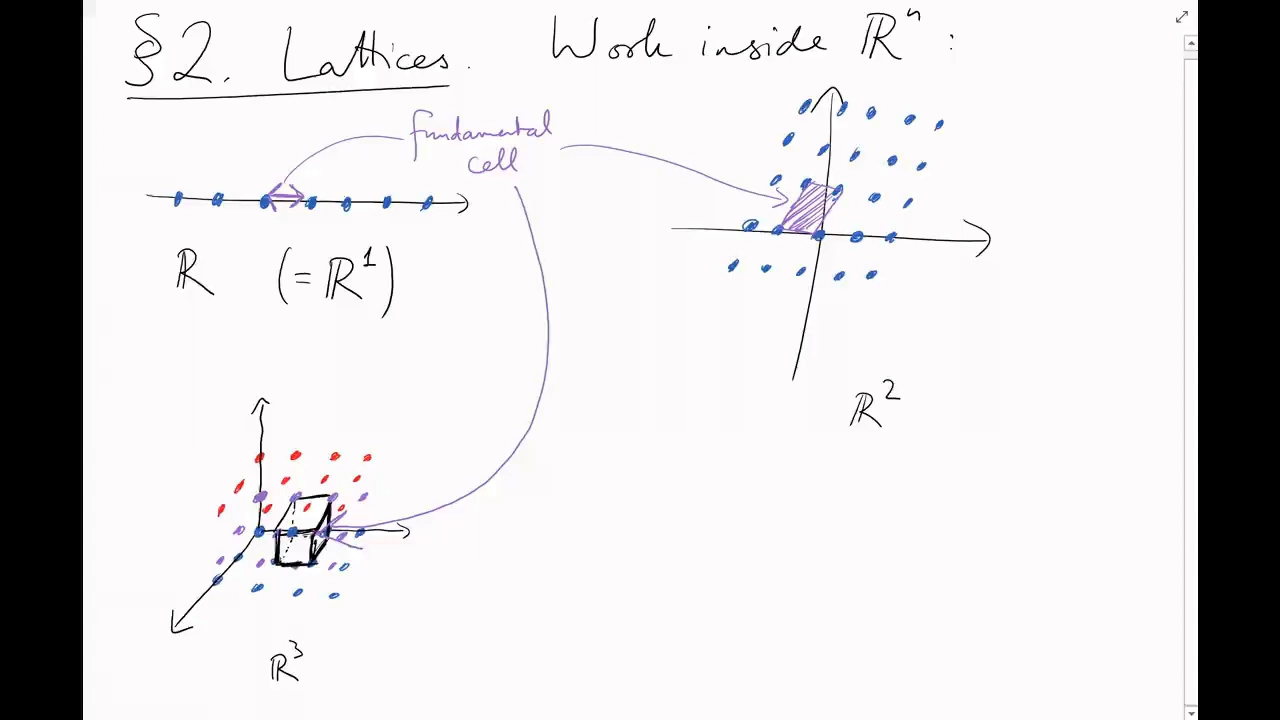 §2. Lattices. Work inside ℝⁿ :
fundamental
cell
ℝ (= ℝ¹)
ℝ²
ℝ³